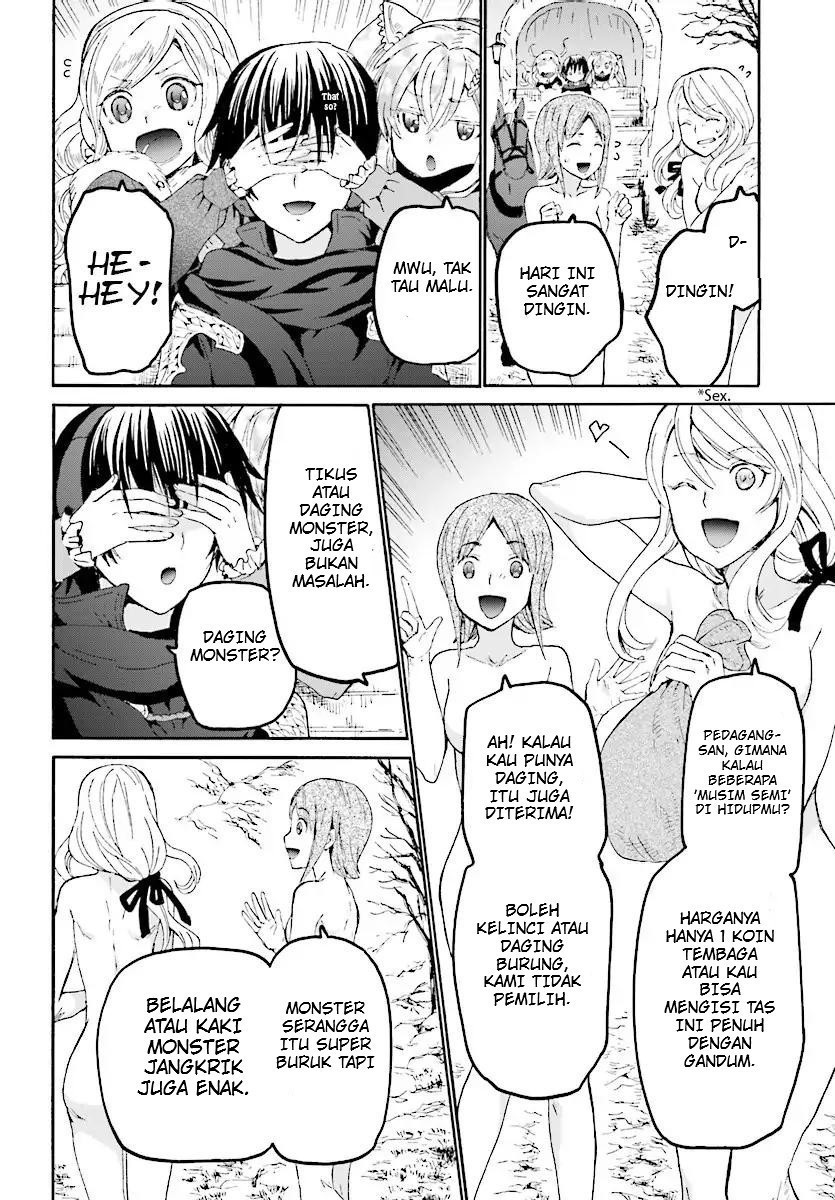 D-
DINGIN!
HARI INI
SANGAT
DINGIN.
That
so?
MWU, TAK
TAU MALU.
HE-
HEY!
*Sex.
PEDAGANG-
SAN, GIMANA
KALAU
BEBERAPA
'MUSIM SEMI'
DI HIDUPMU?
HARGANYA
HANYA 1 KOIN
TEMBAGA
ATAU KAU
BISA
MENGISI TAS
INI PENUH
DENGAN
GANDUM.
AH! KALAU
KAU PUNYA
DAGING,
ITU JUGA
DITERIMA!
BOLEH
KELINCI ATAU
DAGING
BURUNG,
KAMI TIDAK
PEMILIH.
TIKUS
ATAU
DAGING
MONSTER,
JUGA
BUKAN
MASALAH.
DAGING
MONSTER?
MONSTER
SERANGGA
ITU SUPER
BURUK TAPI
BELALANG
ATAU KAKI
MONSTER
JANGKRIK
JUGA ENAK.